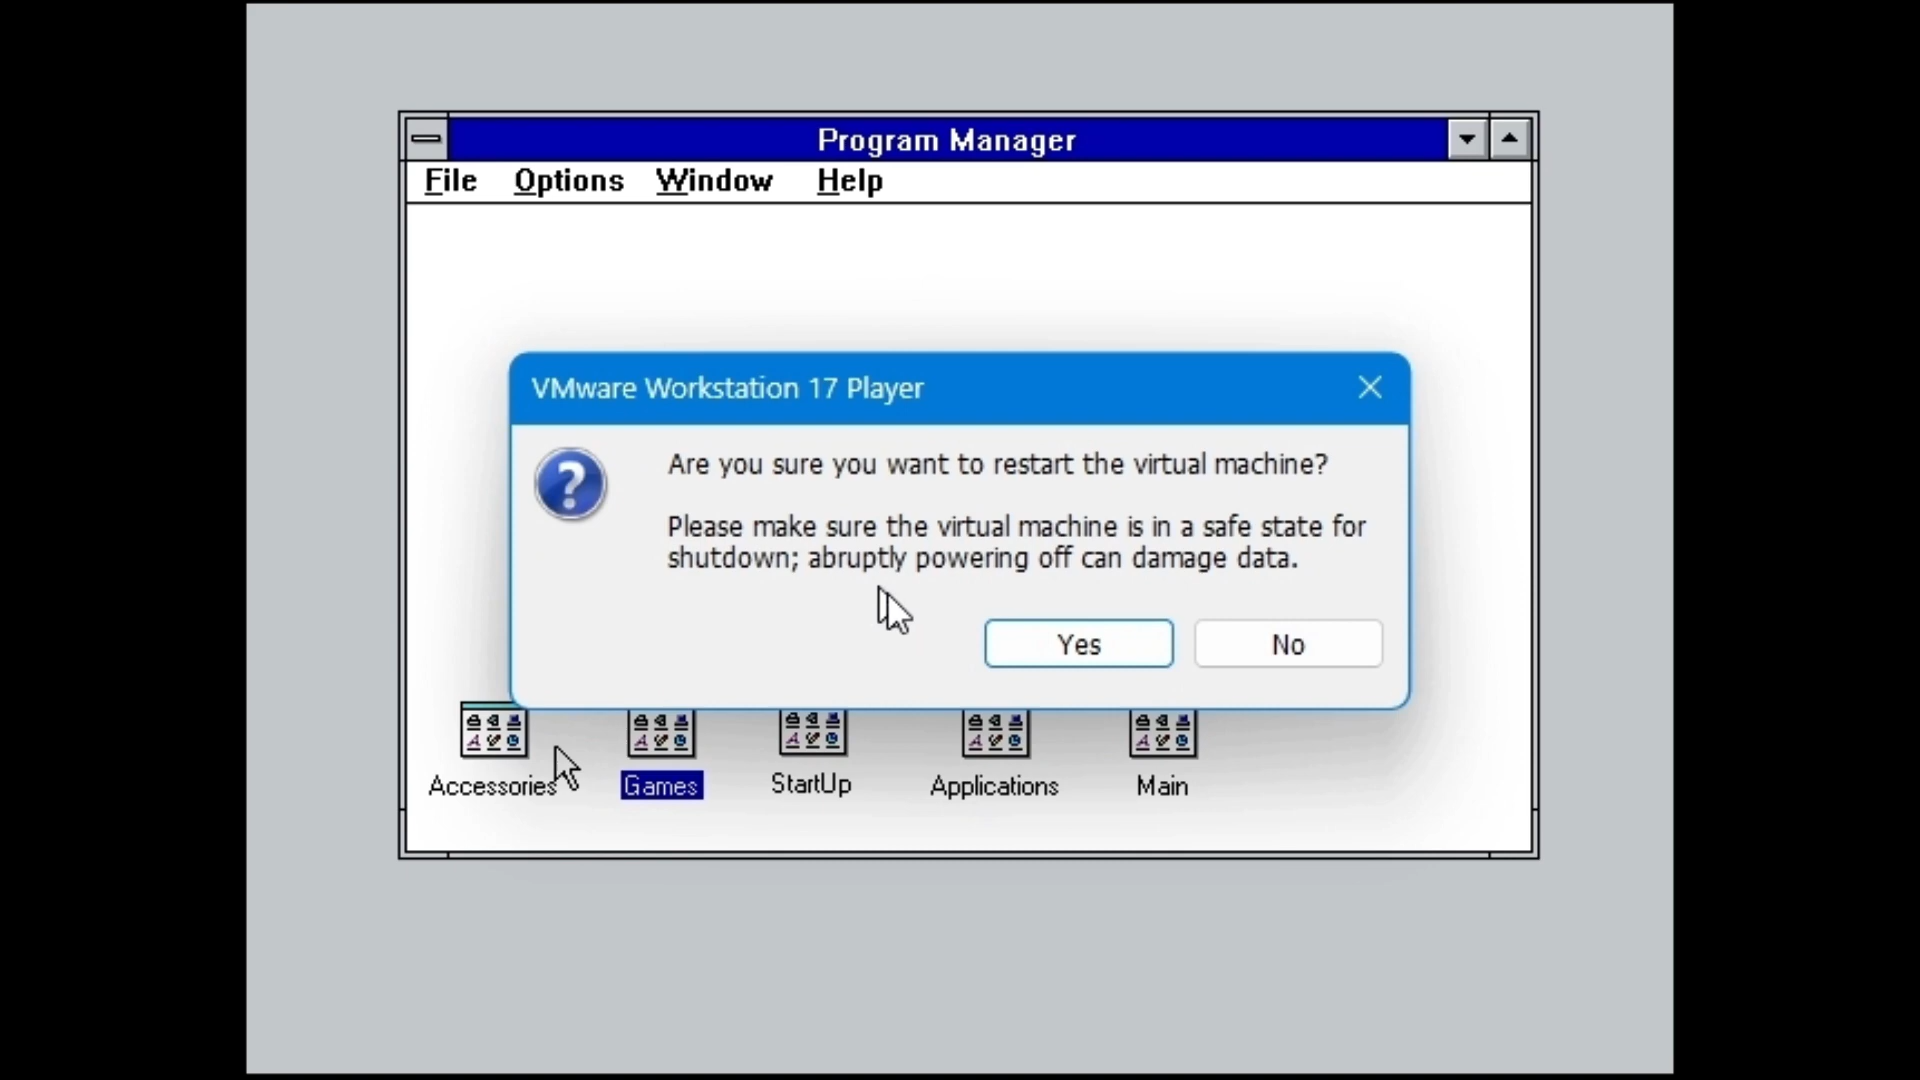 Program Manager
File Options Window Help
VMware Workstation 17 Player
Are you sure you want to restart the virtual machine?
Please make sure the virtual machine is in a safe state for
shutdown; abruptly powering off can damage data.
Yes No
Accessories Games StartUp Applications Main